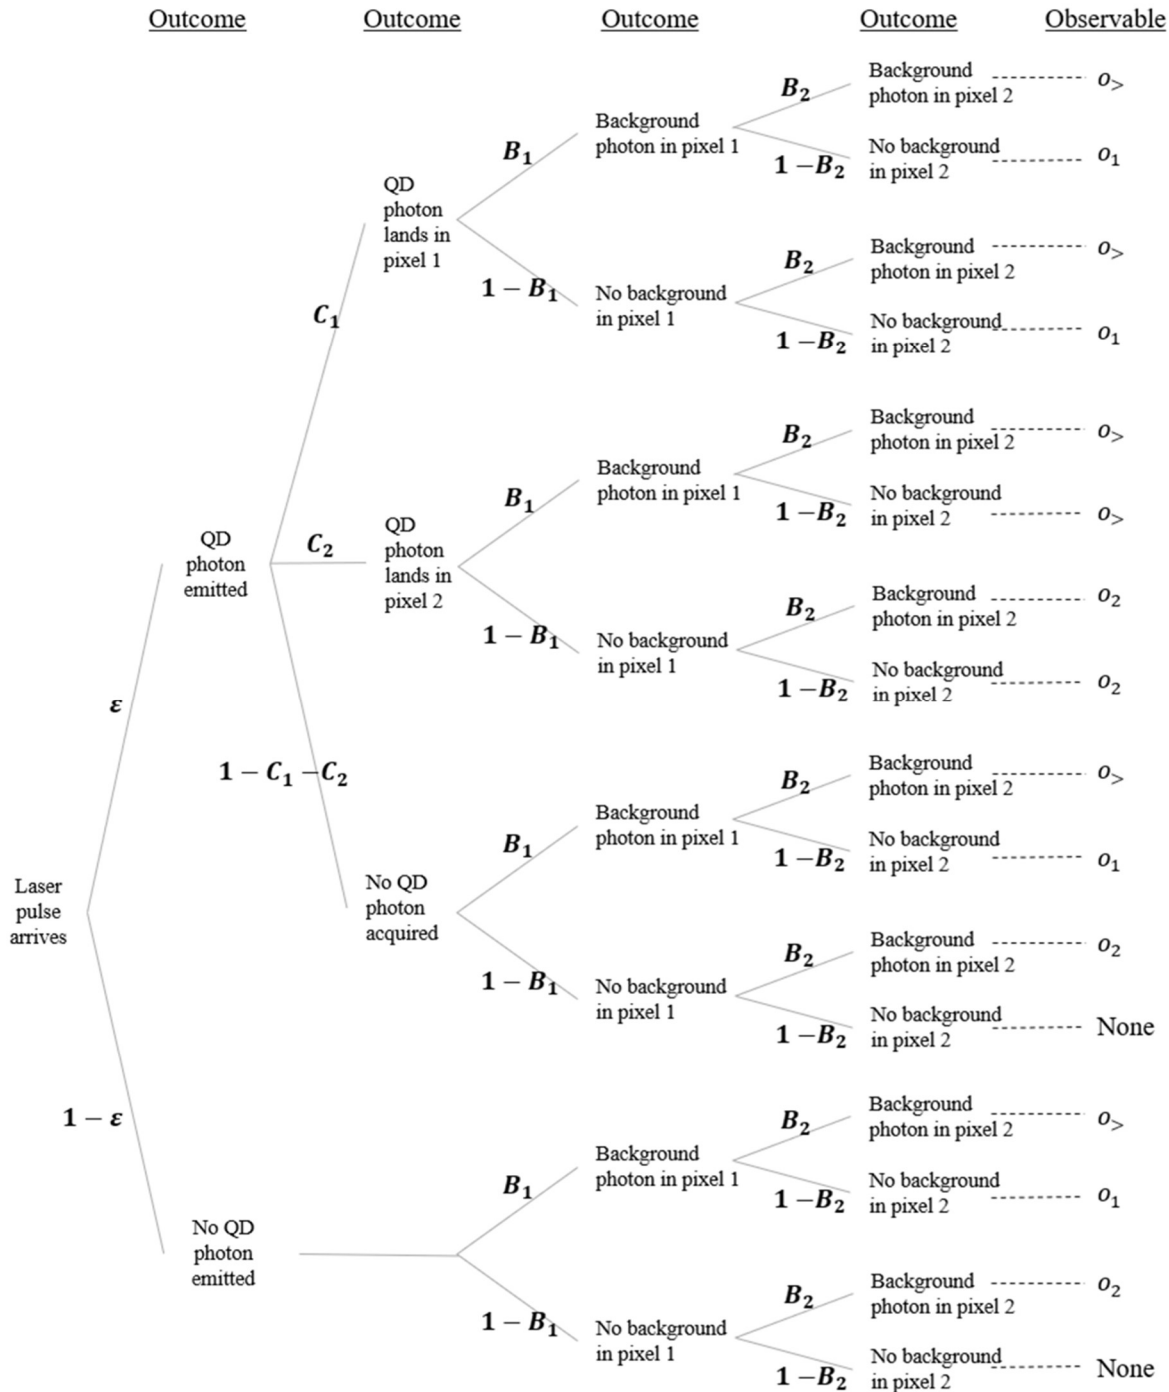 Outcome Outcome Outcome Outcome Observable
Background
photon in pixel 2
B₂
o>
Background
photon in pixel 1
B₁
No background
in pixel 2
1 −B₂
o₁
QD
photon
lands in
pixel 1
Background
photon in pixel 2
B₂
o>
1 − B₁
No background
in pixel 1
C₁
No background
in pixel 2
1 −B₂
o₁
Background
photon in pixel 2
B₂
o>
Background
photon in pixel 1
B₁
No background
in pixel 2
1 −B₂
o>
QD
photon
emitted
C₂
QD
photon
lands in
pixel 2
Background
photon in pixel 2
B₂
o₂
1 − B₁
No background
in pixel 1
No background
in pixel 2
1 −B₂
o₂
ε
1 − C₁ −C₂
Background
photon in pixel 2
B₂
o>
Background
photon in pixel 1
B₁
No background
in pixel 2
1 −B₂
o₁
Laser
pulse
arrives
No QD
photon
acquired
Background
photon in pixel 2
B₂
o₂
1 − B₁
No background
in pixel 1
No background
in pixel 2
1 −B₂
None
1 − ε
Background
photon in pixel 2
B₂
o>
Background
photon in pixel 1
B₁
No background
in pixel 2
1 −B₂
o₁
No QD
photon
emitted
Background
photon in pixel 2
B₂
o₂
1 − B₁
No background
in pixel 1
No background
in pixel 2
1 −B₂
None